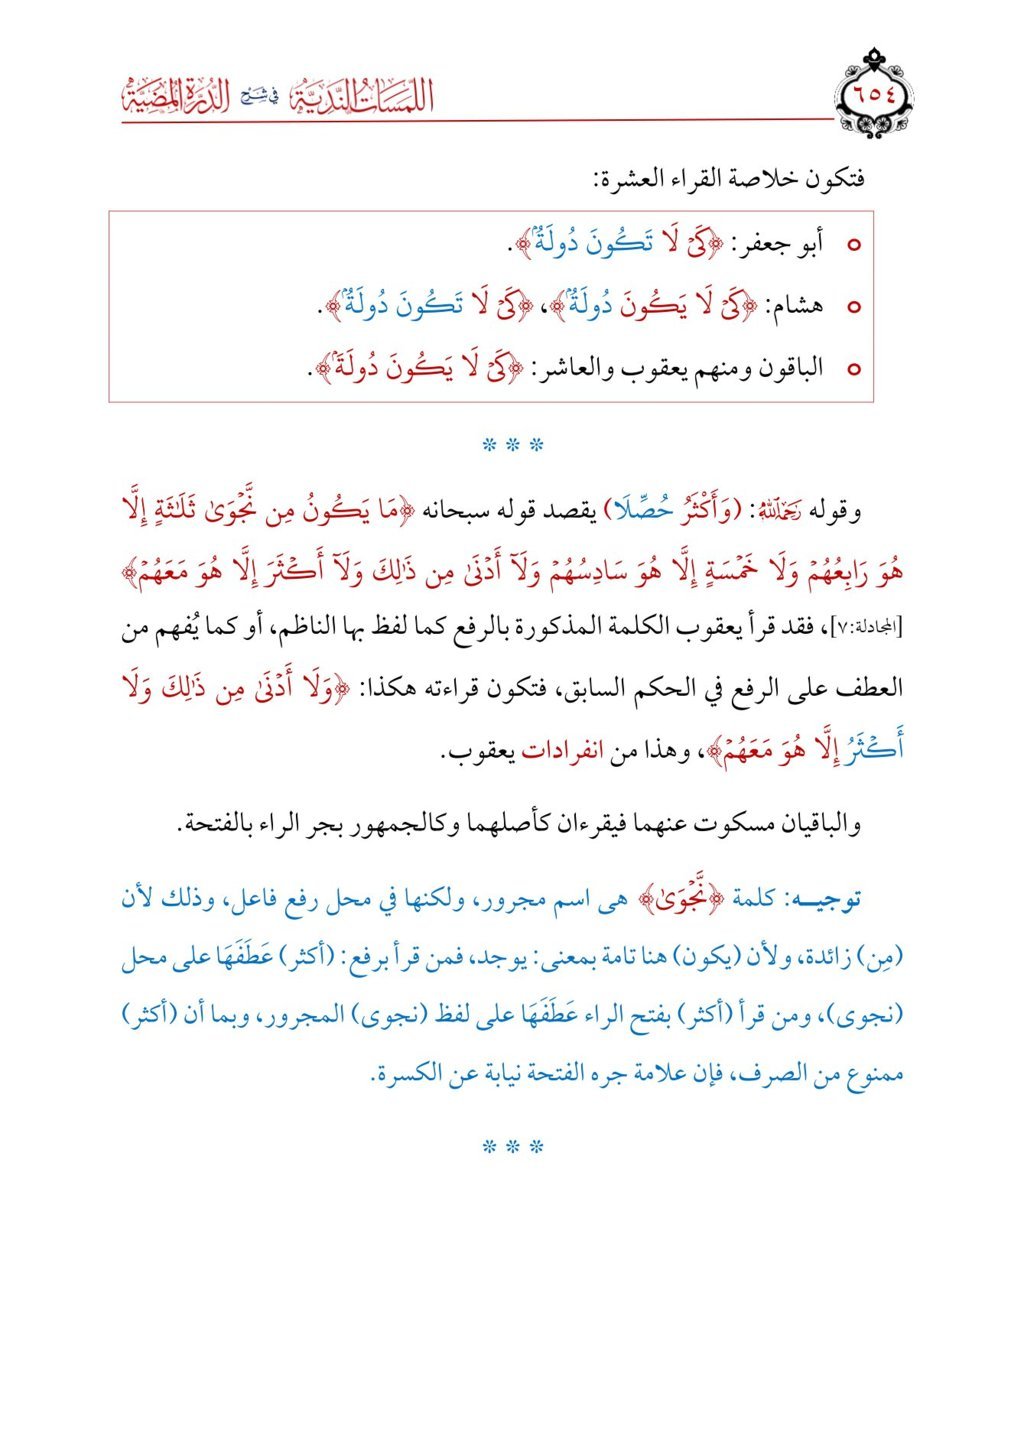 ٦٥٤
اللمسات الندية في شرح الدرة المضية
فتكون خلاصة القراء العشرة:
أبو جعفر: ﴿كَىۡ لَا تَكُونَ دُولَةُۢ﴾.
هشام: ﴿كَىۡ لَا يَكُونَ دُولَةُۢ﴾، ﴿كَىۡ لَا تَكُونَ دُولَةُۢ﴾.
الباقون ومنهم يعقوب والعاشر: ﴿كَىۡ لَا يَكُونَ دُولَةَۢ﴾.
* * *
وقوله رَحِمَهُ ٱللَّهُ: (وَأَكْثَرُ حُصِّلَا) يقصد قوله سبحانه ﴿مَا يَكُونُ مِن نَّجۡوَىٰ ثَلَٰثَةٍ إِلَّا
هُوَ رَابِعُهُمۡ وَلَا خَمۡسَةٍ إِلَّا هُوَ سَادِسُهُمۡ وَلَآ أَدۡنَىٰ مِن ذَٰلِكَ وَلَآ أَكۡثَرَ إِلَّا هُوَ مَعَهُمۡ﴾
[المجادلة:٧]، فقد قرأ يعقوب الكلمة المذكورة بالرفع كما لفظ بها الناظم، أو كما يُفهم من
العطف على الرفع في الحكم السابق، فتكون قراءته هكذا: ﴿وَلَا أَدۡنَىٰ مِن ذَٰلِكَ وَلَا
أَكۡثَرُ إِلَّا هُوَ مَعَهُمۡ﴾، وهذا من انفرادات يعقوب.
والباقيان مسكوت عنهما فيقرءان كأصلهما وكالجمهور بجر الراء بالفتحة.
توجيـــه: كلمة ﴿نَّجۡوَىٰ﴾ هى اسم مجرور، ولكنها في محل رفع فاعل، وذلك لأن
(مِن) زائدة، ولأن (يكون) هنا تامة بمعنى: يوجد، فمن قرأ برفع: (أكثر) عَطَفَهَا على محل
(نجوى)، ومن قرأ (أكثر) بفتح الراء عَطَفَهَا على لفظ (نجوى) المجرور، وبما أن (أكثر)
ممنوع من الصرف، فإن علامة جره الفتحة نيابة عن الكسرة.
* * *